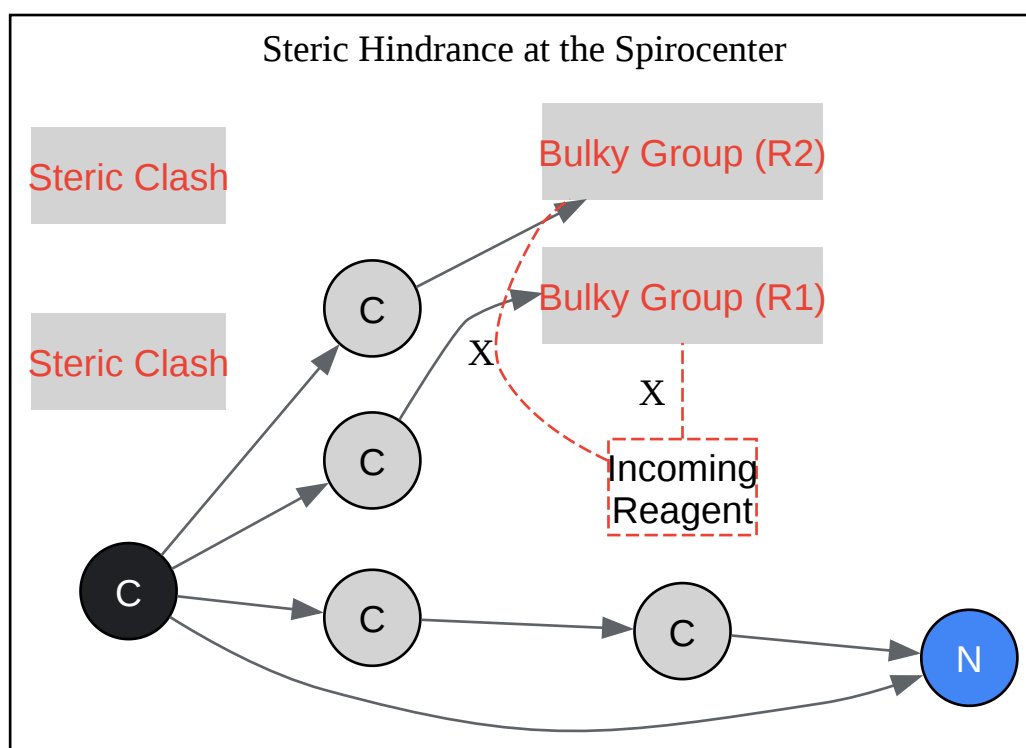 Steric Hindrance at the Spirocenter
Steric Clash
Bulky Group (R2)
Steric Clash
Bulky Group (R1)
C
X
X
C
Incoming
Reagent
C
C
C
N